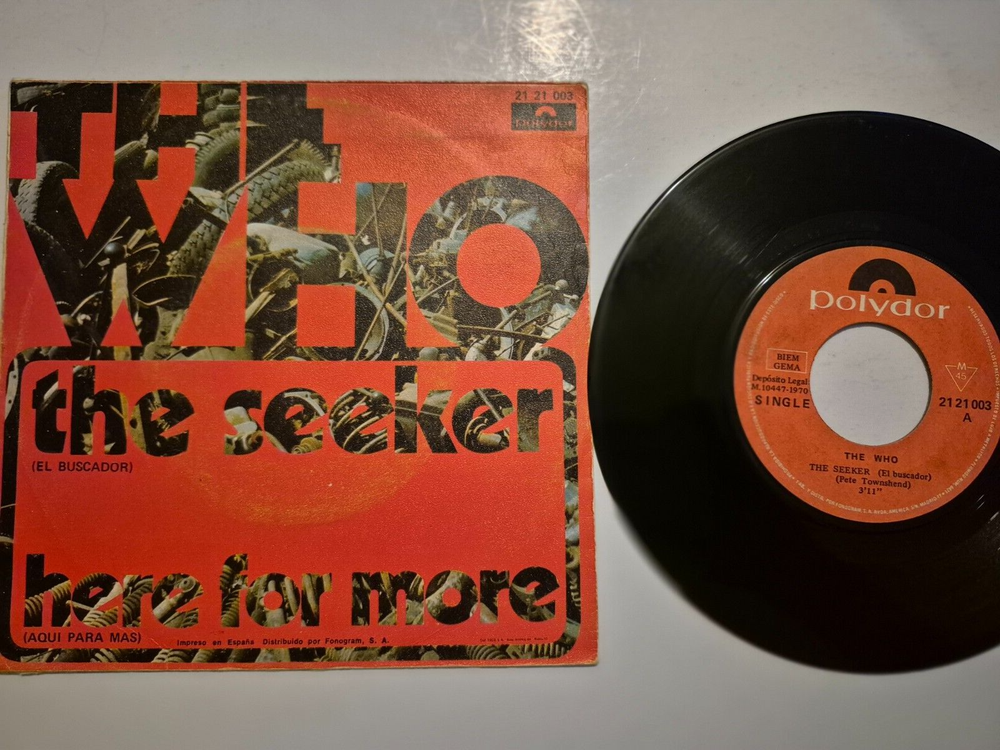 21 21 003
polydor
THE
WHO
the seeker
(EL BUSCADOR)
here for more
(AQUI PARA MAS)
Impreso en España Distribuido por Fonogram, S. A.
polydor
BIEM
GEMA
Depósito Legal
M. 10447-1970
SINGLE
M
45
21 21 003
A
THE WHO
THE SEEKER (El buscador)
(Pete Townshend)
3'11"